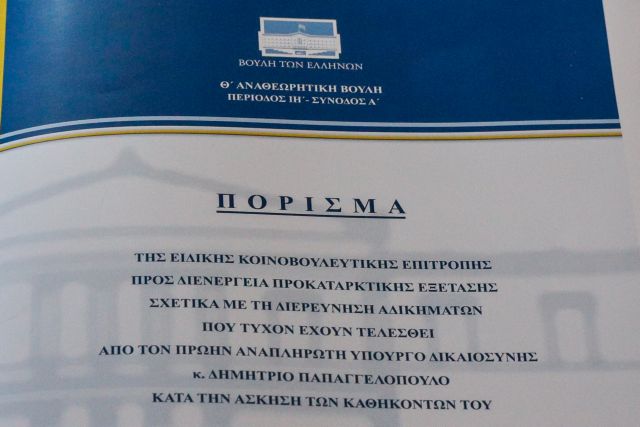 ΒΟΥΛΗ ΤΩΝ ΕΛΛΗΝΩΝ
Θ΄ ΑΝΑΘΕΩΡΗΤΙΚΗ ΒΟΥΛΗ
ΠΕΡΙΟΔΟΣ ΙΗ΄- ΣΥΝΟΔΟΣ Α΄
ΠΟΡΙΣΜΑ
ΤΗΣ ΕΙΔΙΚΗΣ ΚΟΙΝΟΒΟΥΛΕΥΤΙΚΗΣ ΕΠΙΤΡΟΠΗΣ
ΠΡΟΣ ΔΙΕΝΕΡΓΕΙΑ ΠΡΟΚΑΤΑΡΚΤΙΚΗΣ ΕΞΕΤΑΣΗΣ
ΣΧΕΤΙΚΑ ΜΕ ΤΗ ΔΙΕΡΕΥΝΗΣΗ ΑΔΙΚΗΜΑΤΩΝ
ΠΟΥ ΤΥΧΟΝ ΕΧΟΥΝ ΤΕΛΕΣΘΕΙ
ΑΠΟ ΤΟΝ ΠΡΩΗΝ ΑΝΑΠΛΗΡΩΤΗ ΥΠΟΥΡΓΟ ΔΙΚΑΙΟΣΥΝΗΣ
κ. ΔΗΜΗΤΡΙΟ ΠΑΠΑΓΓΕΛΟΠΟΥΛΟ
ΚΑΤΑ ΤΗΝ ΑΣΚΗΣΗ ΤΩΝ ΚΑΘΗΚΟΝΤΩΝ ΤΟΥ